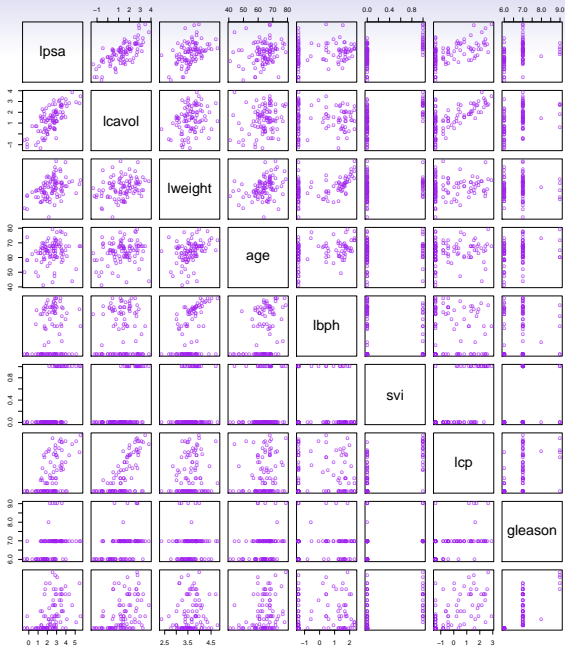 −1 1 2 3 4 40 50 60 70 80 0.0 0.4 0.8 6.0 7.0 8.0 9.0
lpsa
−1 1 2 3 4
lcavol
lweight
40 50 60 70 80
age
lbph
0.0 0.4 0.8
svi
lcp
6.0 7.0 8.0 9.0
gleason
0 1 2 3 4 5 2.5 3.5 4.5 −1 0 1 2 −1 0 1 2 3